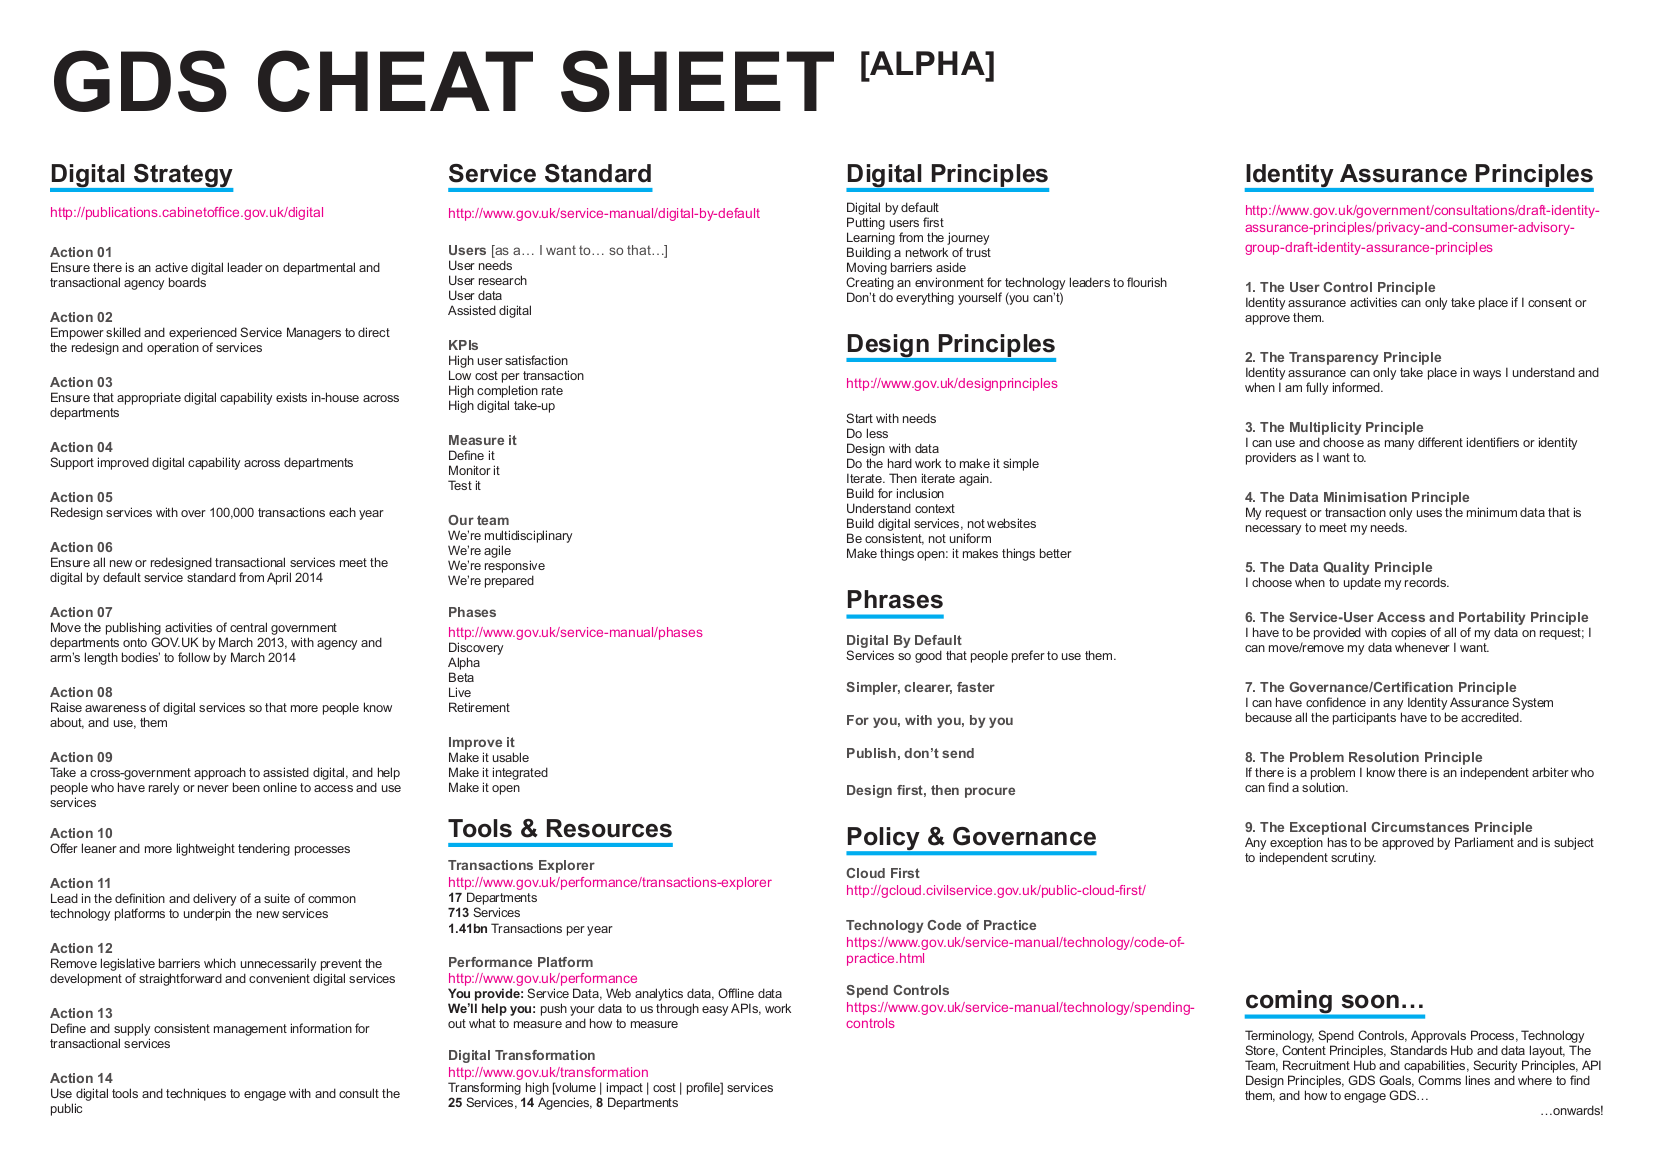 GDS CHEAT SHEET [ALPHA]
Digital Strategy
http://publications.cabinetoffice.gov.uk/digital
Action 01
Ensure there is an active digital leader on departmental and
transactional agency boards
Action 02
Empower skilled and experienced Service Managers to direct
the redesign and operation of services
Action 03
Ensure that appropriate digital capability exists in-house across
departments
Action 04
Support improved digital capability across departments
Action 05
Redesign services with over 100,000 transactions each year
Action 06
Ensure all new or redesigned transactional services meet the
digital by default service standard from April 2014
Action 07
Move the publishing activities of central government
departments onto GOV.UK by March 2013, with agency and
arm's length bodies' to follow by March 2014
Action 08
Raise awareness of digital services so that more people know
about, and use, them
Action 09
Take a cross-government approach to assisted digital, and help
people who have rarely or never been online to access and use
services
Action 10
Offer leaner and more lightweight tendering processes
Action 11
Lead in the definition and delivery of a suite of common
technology platforms to underpin the new services
Action 12
Remove legislative barriers which unnecessarily prevent the
development of straightforward and convenient digital services
Action 13
Define and supply consistent management information for
transactional services
Action 14
Use digital tools and techniques to engage with and consult the
public
Service Standard
http://www.gov.uk/service-manual/digital-by-default
Users [as a… I want to… so that…]
User needs
User research
User data
Assisted digital
KPIs
High user satisfaction
Low cost per transaction
High completion rate
High digital take-up
Measure it
Define it
Monitor it
Test it
Our team
We're multidisciplinary
We're agile
We're responsive
We're prepared
Phases
http://www.gov.uk/service-manual/phases
Discovery
Alpha
Beta
Live
Retirement
Improve it
Make it usable
Make it integrated
Make it open
Tools & Resources
Transactions Explorer
http://www.gov.uk/performance/transactions-explorer
17 Departments
713 Services
1.41bn Transactions per year
Performance Platform
http://www.gov.uk/performance
You provide: Service Data, Web analytics data, Offline data
We'll help you: push your data to us through easy APIs, work
out what to measure and how to measure
Digital Transformation
http://www.gov.uk/transformation
Transforming high [volume | impact | cost | profile] services
25 Services, 14 Agencies, 8 Departments
Digital Principles
Digital by default
Putting users first
Learning from the journey
Building a network of trust
Moving barriers aside
Creating an environment for technology leaders to flourish
Don't do everything yourself (you can't)
Design Principles
http://www.gov.uk/designprinciples
Start with needs
Do less
Design with data
Do the hard work to make it simple
Iterate. Then iterate again.
Build for inclusion
Understand context
Build digital services, not websites
Be consistent, not uniform
Make things open: it makes things better
Phrases
Digital By Default
Services so good that people prefer to use them.
Simpler, clearer, faster
For you, with you, by you
Publish, don't send
Design first, then procure
Policy & Governance
Cloud First
http://gcloud.civilservice.gov.uk/public-cloud-first/
Technology Code of Practice
https://www.gov.uk/service-manual/technology/code-of-
practice.html
Spend Controls
https://www.gov.uk/service-manual/technology/spending-
controls
Identity Assurance Principles
http://www.gov.uk/government/consultations/draft-identity-
assurance-principles/privacy-and-consumer-advisory-
group-draft-identity-assurance-principles
1. The User Control Principle
Identity assurance activities can only take place if I consent or
approve them.
2. The Transparency Principle
Identity assurance can only take place in ways I understand and
when I am fully informed.
3. The Multiplicity Principle
I can use and choose as many different identifiers or identity
providers as I want to.
4. The Data Minimisation Principle
My request or transaction only uses the minimum data that is
necessary to meet my needs.
5. The Data Quality Principle
I choose when to update my records.
6. The Service-User Access and Portability Principle
I have to be provided with copies of all of my data on request; I
can move/remove my data whenever I want.
7. The Governance/Certification Principle
I can have confidence in any Identity Assurance System
because all the participants have to be accredited.
8. The Problem Resolution Principle
If there is a problem I know there is an independent arbiter who
can find a solution.
9. The Exceptional Circumstances Principle
Any exception has to be approved by Parliament and is subject
to independent scrutiny.
coming soon…
Terminology, Spend Controls, Approvals Process, Technology
Store, Content Principles, Standards Hub and data layout, The
Team, Recruitment Hub and capabilities, Security Principles, API
Design Principles, GDS Goals, Comms lines and where to find
them, and how to engage GDS…
…onwards!